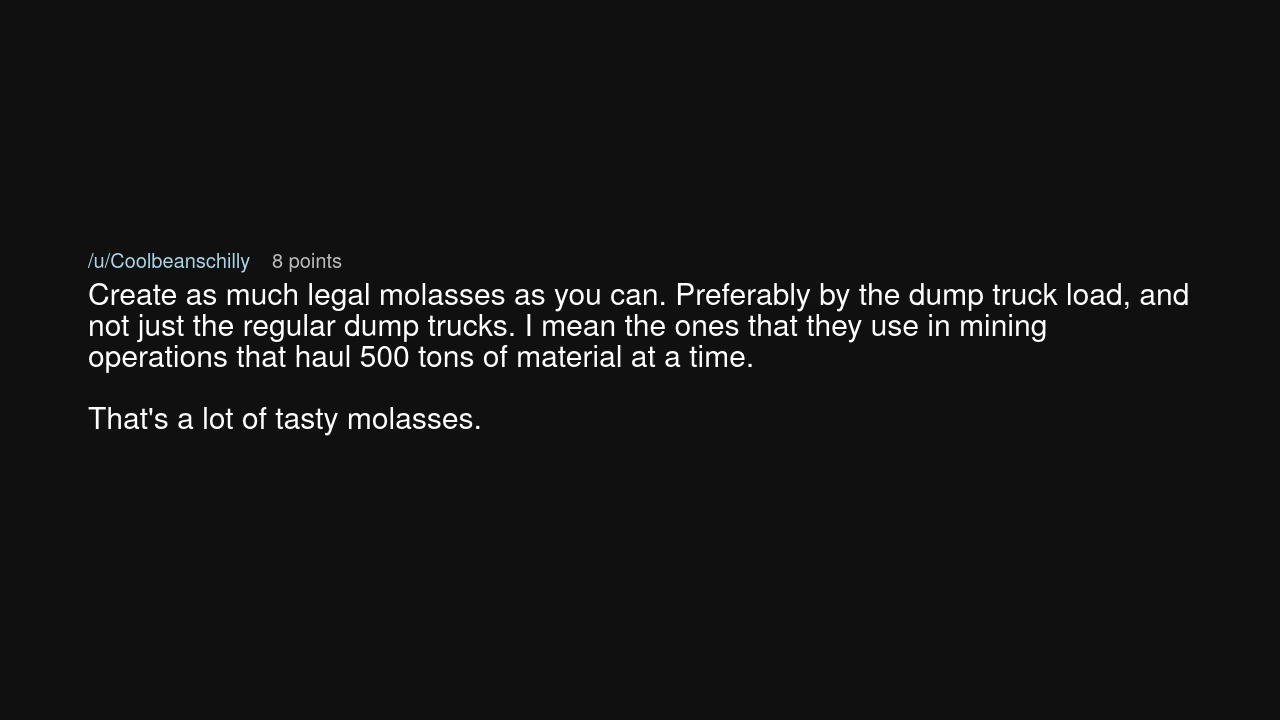 /u/Coolbeanschilly 8 points
Create as much legal molasses as you can. Preferably by the dump truck load, and
not just the regular dump trucks. I mean the ones that they use in mining
operations that haul 500 tons of material at a time.
That's a lot of tasty molasses.